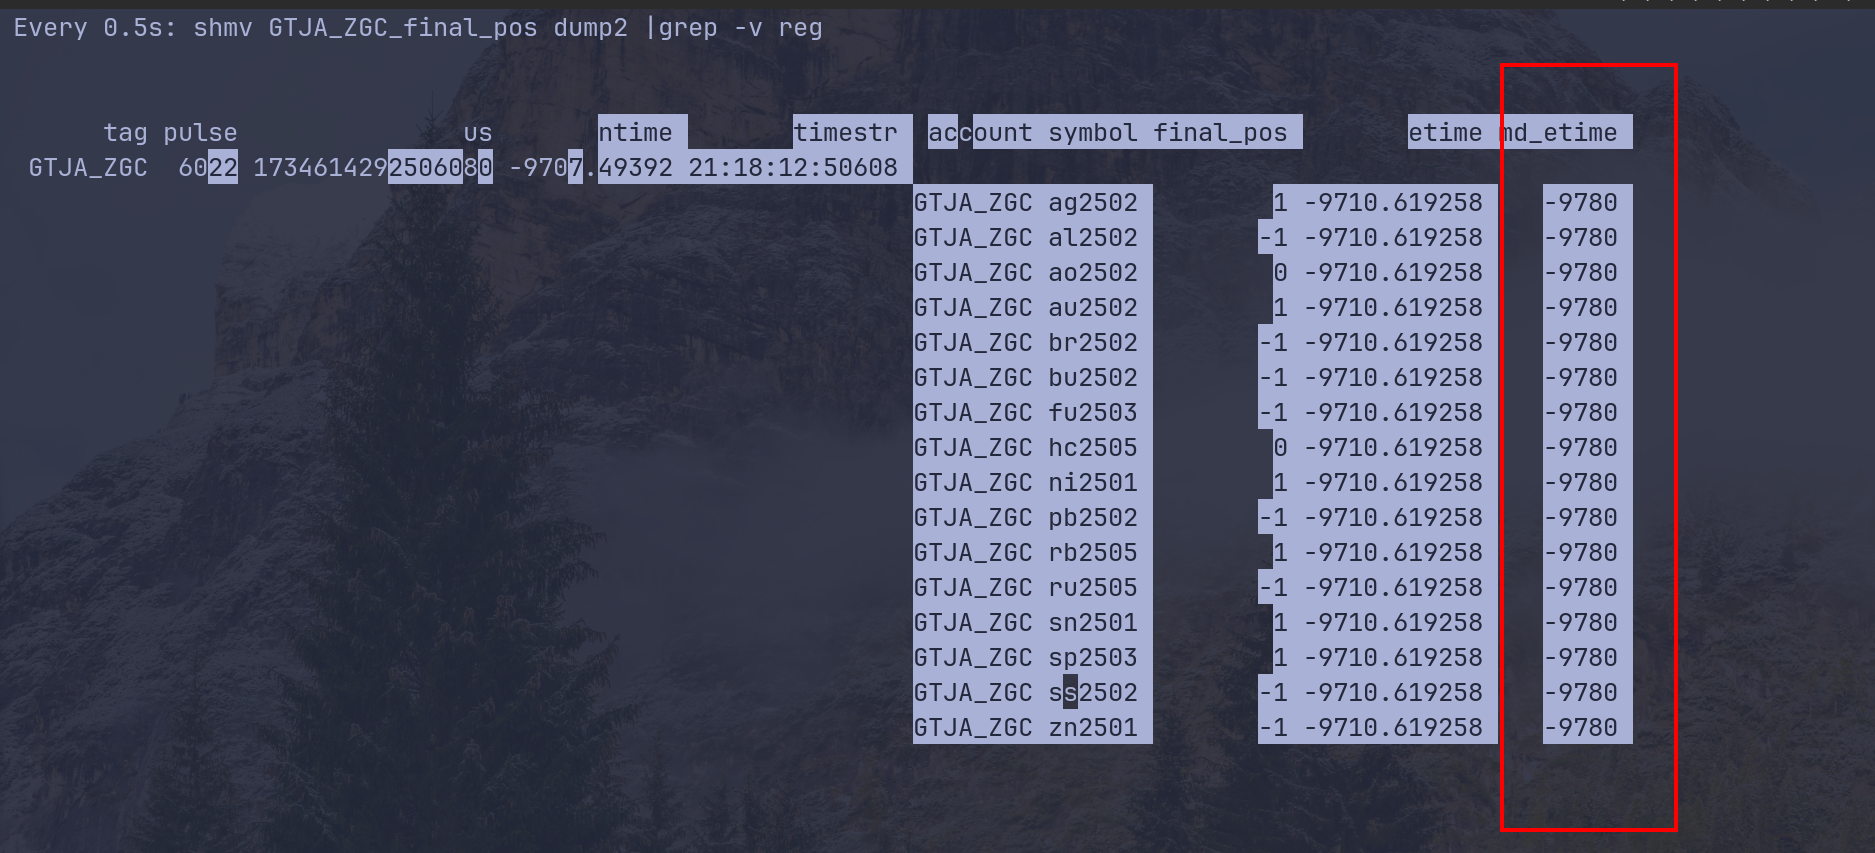 Every 0.5s: shmv GTJA_ZGC_final_pos dump2 |grep -v reg
tag pulse us ntime timestr account symbol final_pos etime md_etime
GTJA_ZGC 6022 1734614292506080 -9707.49392 21:18:12:50608
GTJA_ZGC ag2502 1 -9710.619258 -9780
GTJA_ZGC al2502 -1 -9710.619258 -9780
GTJA_ZGC ao2502 0 -9710.619258 -9780
GTJA_ZGC au2502 1 -9710.619258 -9780
GTJA_ZGC br2502 -1 -9710.619258 -9780
GTJA_ZGC bu2502 -1 -9710.619258 -9780
GTJA_ZGC fu2503 -1 -9710.619258 -9780
GTJA_ZGC hc2505 0 -9710.619258 -9780
GTJA_ZGC ni2501 1 -9710.619258 -9780
GTJA_ZGC pb2502 -1 -9710.619258 -9780
GTJA_ZGC rb2505 1 -9710.619258 -9780
GTJA_ZGC ru2505 -1 -9710.619258 -9780
GTJA_ZGC sn2501 1 -9710.619258 -9780
GTJA_ZGC sp2503 1 -9710.619258 -9780
GTJA_ZGC ss2502 -1 -9710.619258 -9780
GTJA_ZGC zn2501 -1 -9710.619258 -9780